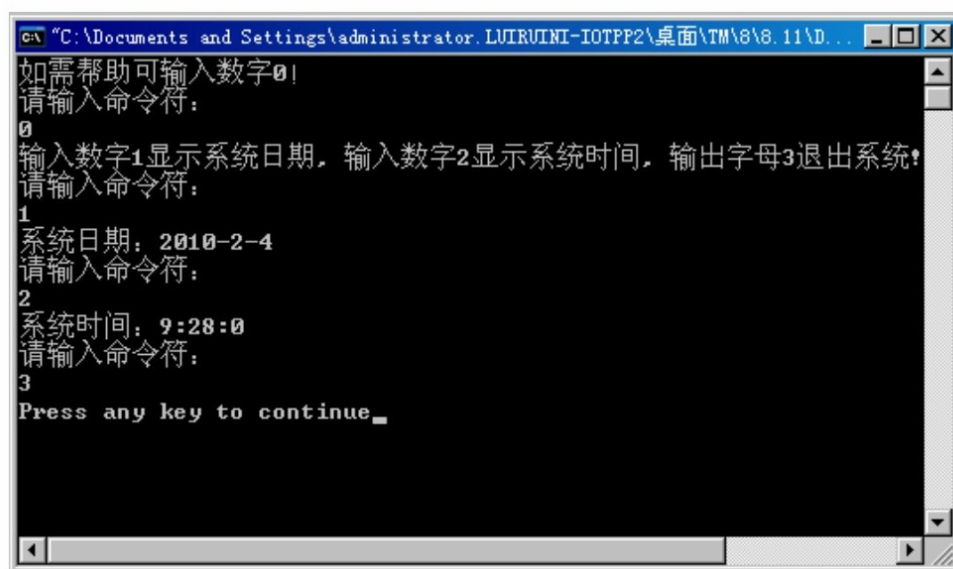 "C:\Documents and Settings\administrator.LUIRUINI-IOTPP2\桌面\TM\8\8.11\D...
如需帮助可输入数字0!
请输入命令符:
0
输入数字1显示系统日期, 输入数字2显示系统时间, 输出字母3退出系统!
请输入命令符:
1
系统日期: 2010-2-4
请输入命令符:
2
系统时间: 9:28:0
请输入命令符:
3
Press any key to continue_